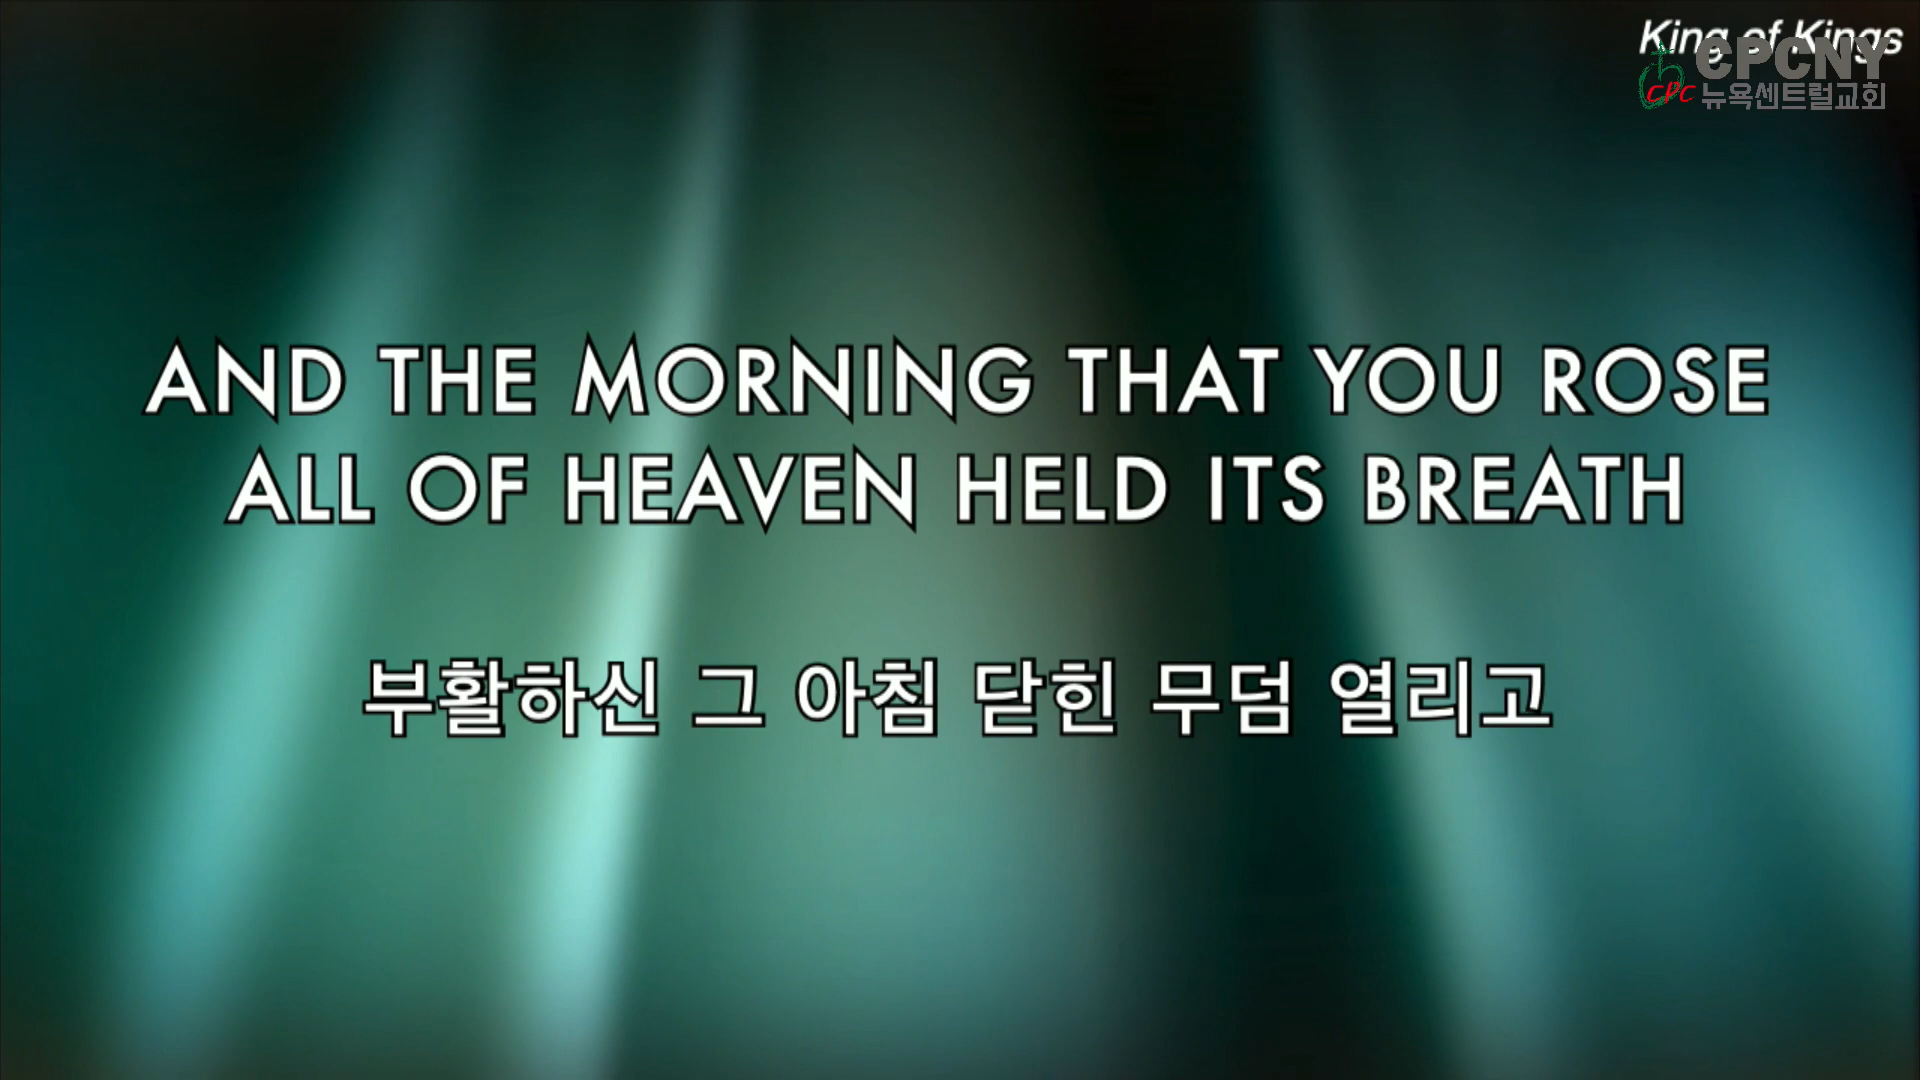 King of Kings
CPCNY
CPC 뉴욕센트럴교회
AND THE MORNING THAT YOU ROSE
ALL OF HEAVEN HELD ITS BREATH
부활하신 그 아침 닫힌 무덤 열리고